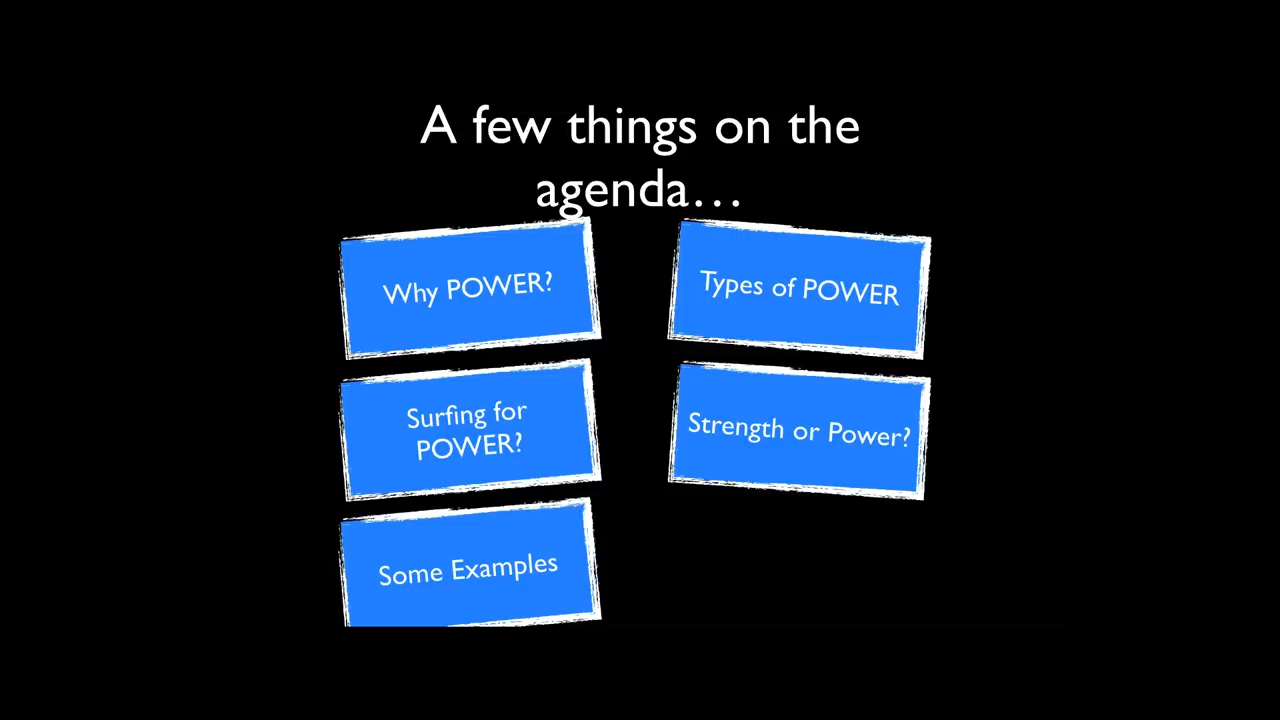 A few things on the
agenda…
Why POWER?
Types of POWER
Surfing for
POWER?
Strength or Power?
Some Examples